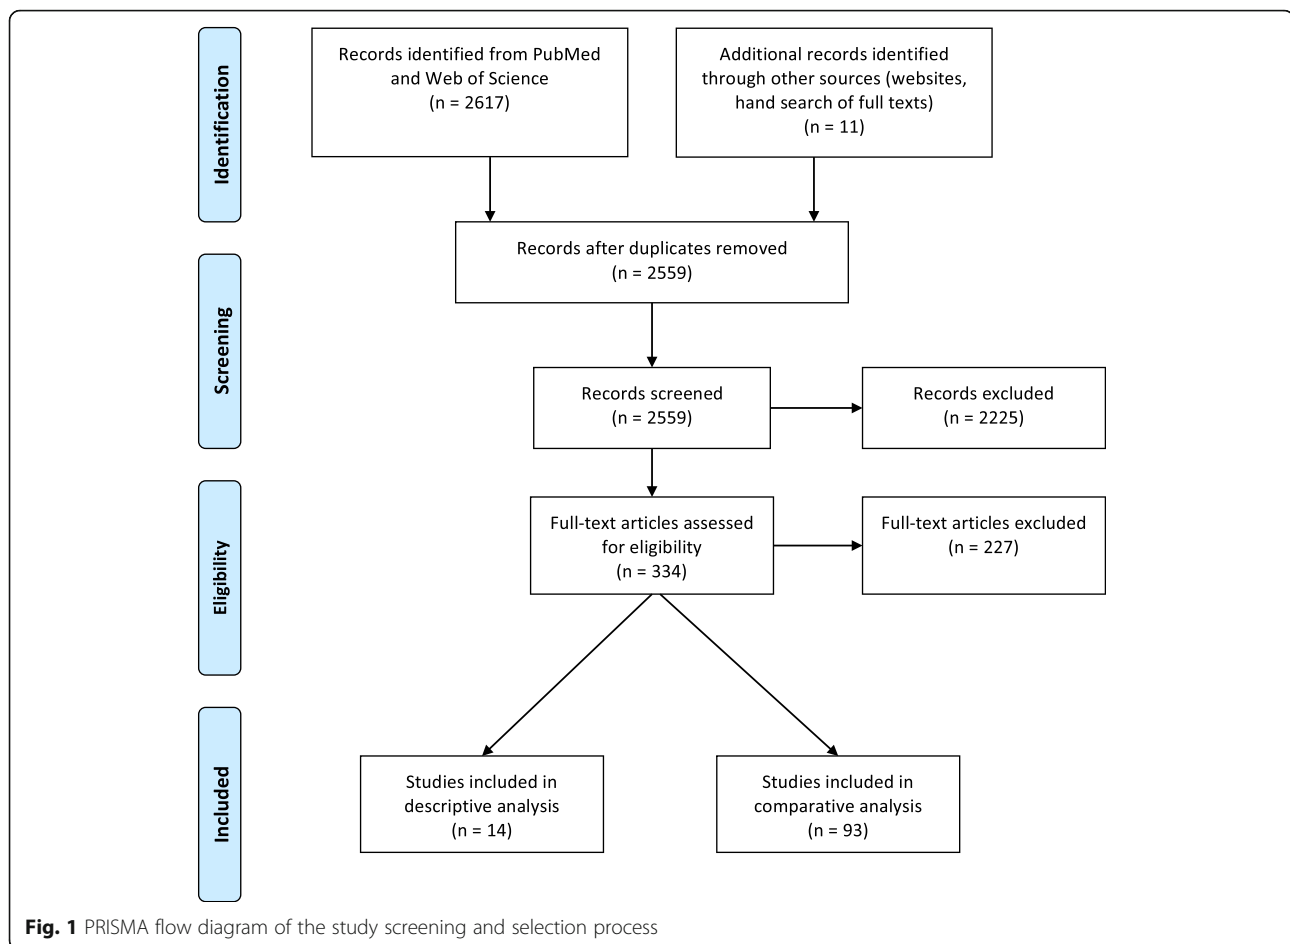 Identification
Records identified from PubMed
and Web of Science
(n = 2617)
Additional records identified
through other sources (websites,
hand search of full texts)
(n = 11)
Records after duplicates removed
(n = 2559)
Screening
Records screened
(n = 2559)
Records excluded
(n = 2225)
Eligibility
Full-text articles assessed
for eligibility
(n = 334)
Full-text articles excluded
(n = 227)
Included
Studies included in
descriptive analysis
(n = 14)
Studies included in
comparative analysis
(n = 93)
Fig. 1 PRISMA flow diagram of the study screening and selection process